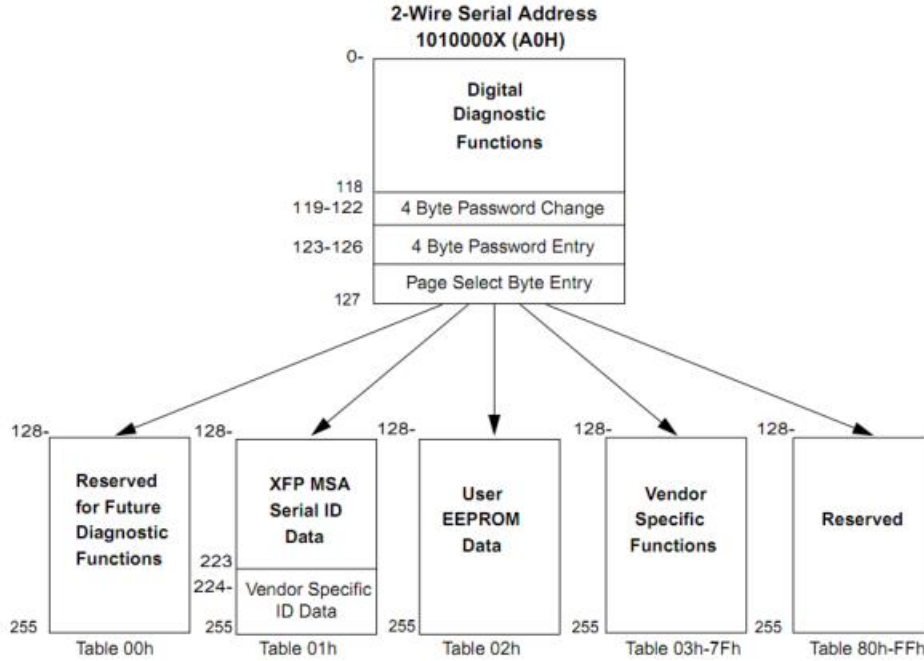 2-Wire Serial Address
1010000X (A0H)
0-
Digital
Diagnostic
Functions
118
119-122
4 Byte Password Change
123-126
4 Byte Password Entry
Page Select Byte Entry
127
128-
128-
128-
128-
128-
Reserved
for Future
Diagnostic
Functions
XFP MSA
Serial ID
Data
223
224-
Vendor Specific
ID Data
User
EEPROM
Data
Vendor
Specific
Functions
Reserved
255
255
255
255
255
Table 00h
Table 01h
Table 02h
Table 03h-7Fh
Table 80h-FFh